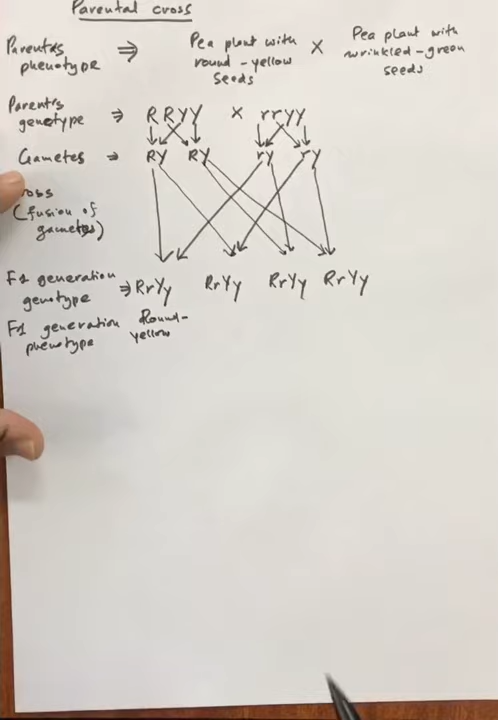 Parental cross
Parents phenotype ⇒ Pea plant with round-yellow seeds × Pea plant with wrinkled-green seeds
Parent's genotype ⇒ RRYY × rryy
Gametes ⇒ RY RY ry ry
(fusion of gametes)
F1 generation genotype ⇒ RrYy RrYy RrYy RrYy
F1 generation phenotype Round-yellow